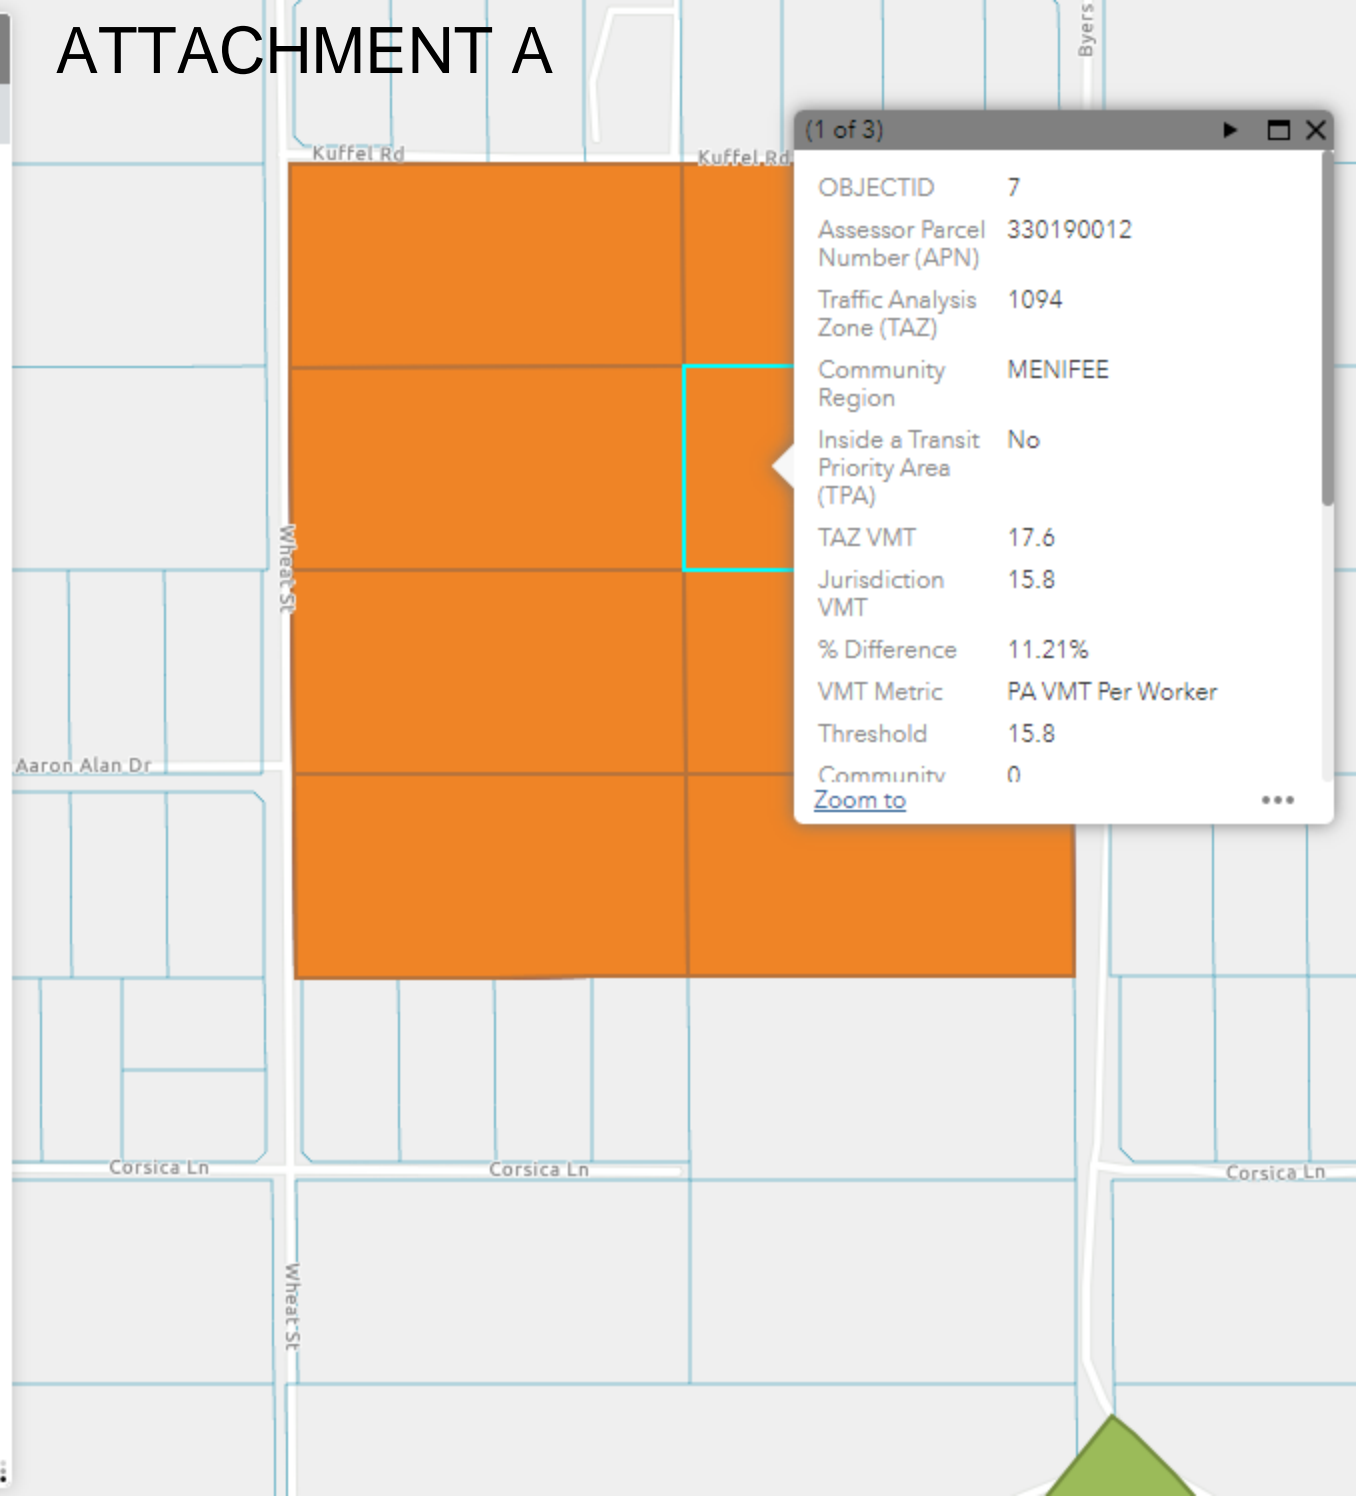 ATTACHMENT A
Byers
Kuffel Rd
Kuffel Rd
(1 of 3)
OBJECTID 7
Assessor Parcel 330190012
Number (APN)
Traffic Analysis 1094
Zone (TAZ)
Community MENIFEE
Region
Inside a Transit No
Priority Area
(TPA)
TAZ VMT 17.6
Jurisdiction 15.8
VMT
% Difference 11.21%
VMT Metric PA VMT Per Worker
Threshold 15.8
Community 0
Zoom to
Wheat St
Aaron Alan Dr
Corsica Ln
Corsica Ln
Corsica Ln
Wheat St